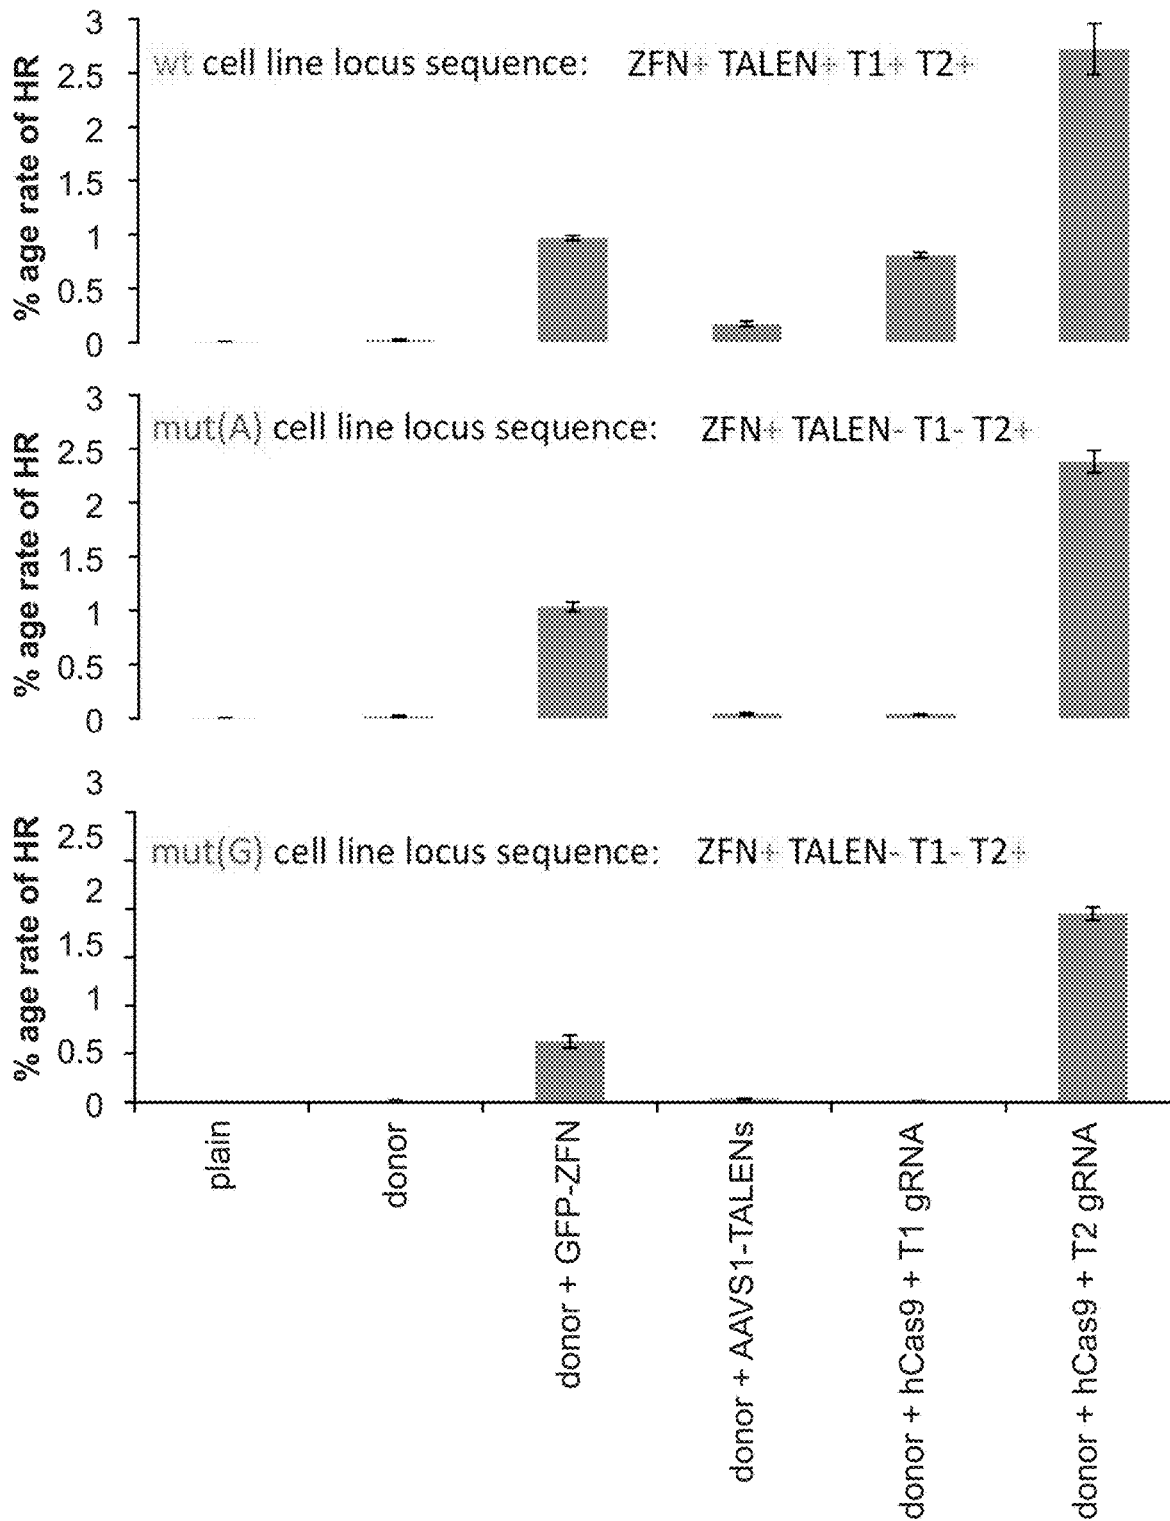 % age rate of HR
3
2.5
2
1.5
1
0.5
0
wt cell line locus sequence: ZFN+ TALEN+ T1+ T2+
% age rate of HR
3
2.5
2
1.5
1
0.5
0
mut(A) cell line locus sequence: ZFN+ TALEN- T1- T2+
% age rate of HR
3
2.5
2
1.5
1
0.5
0
mut(G) cell line locus sequence: ZFN+ TALEN- T1- T2+
plain
donor
donor + GFP-ZFN
donor + AAVS1-TALENs
donor + hCas9 + T1 gRNA
donor + hCas9 + T2 gRNA